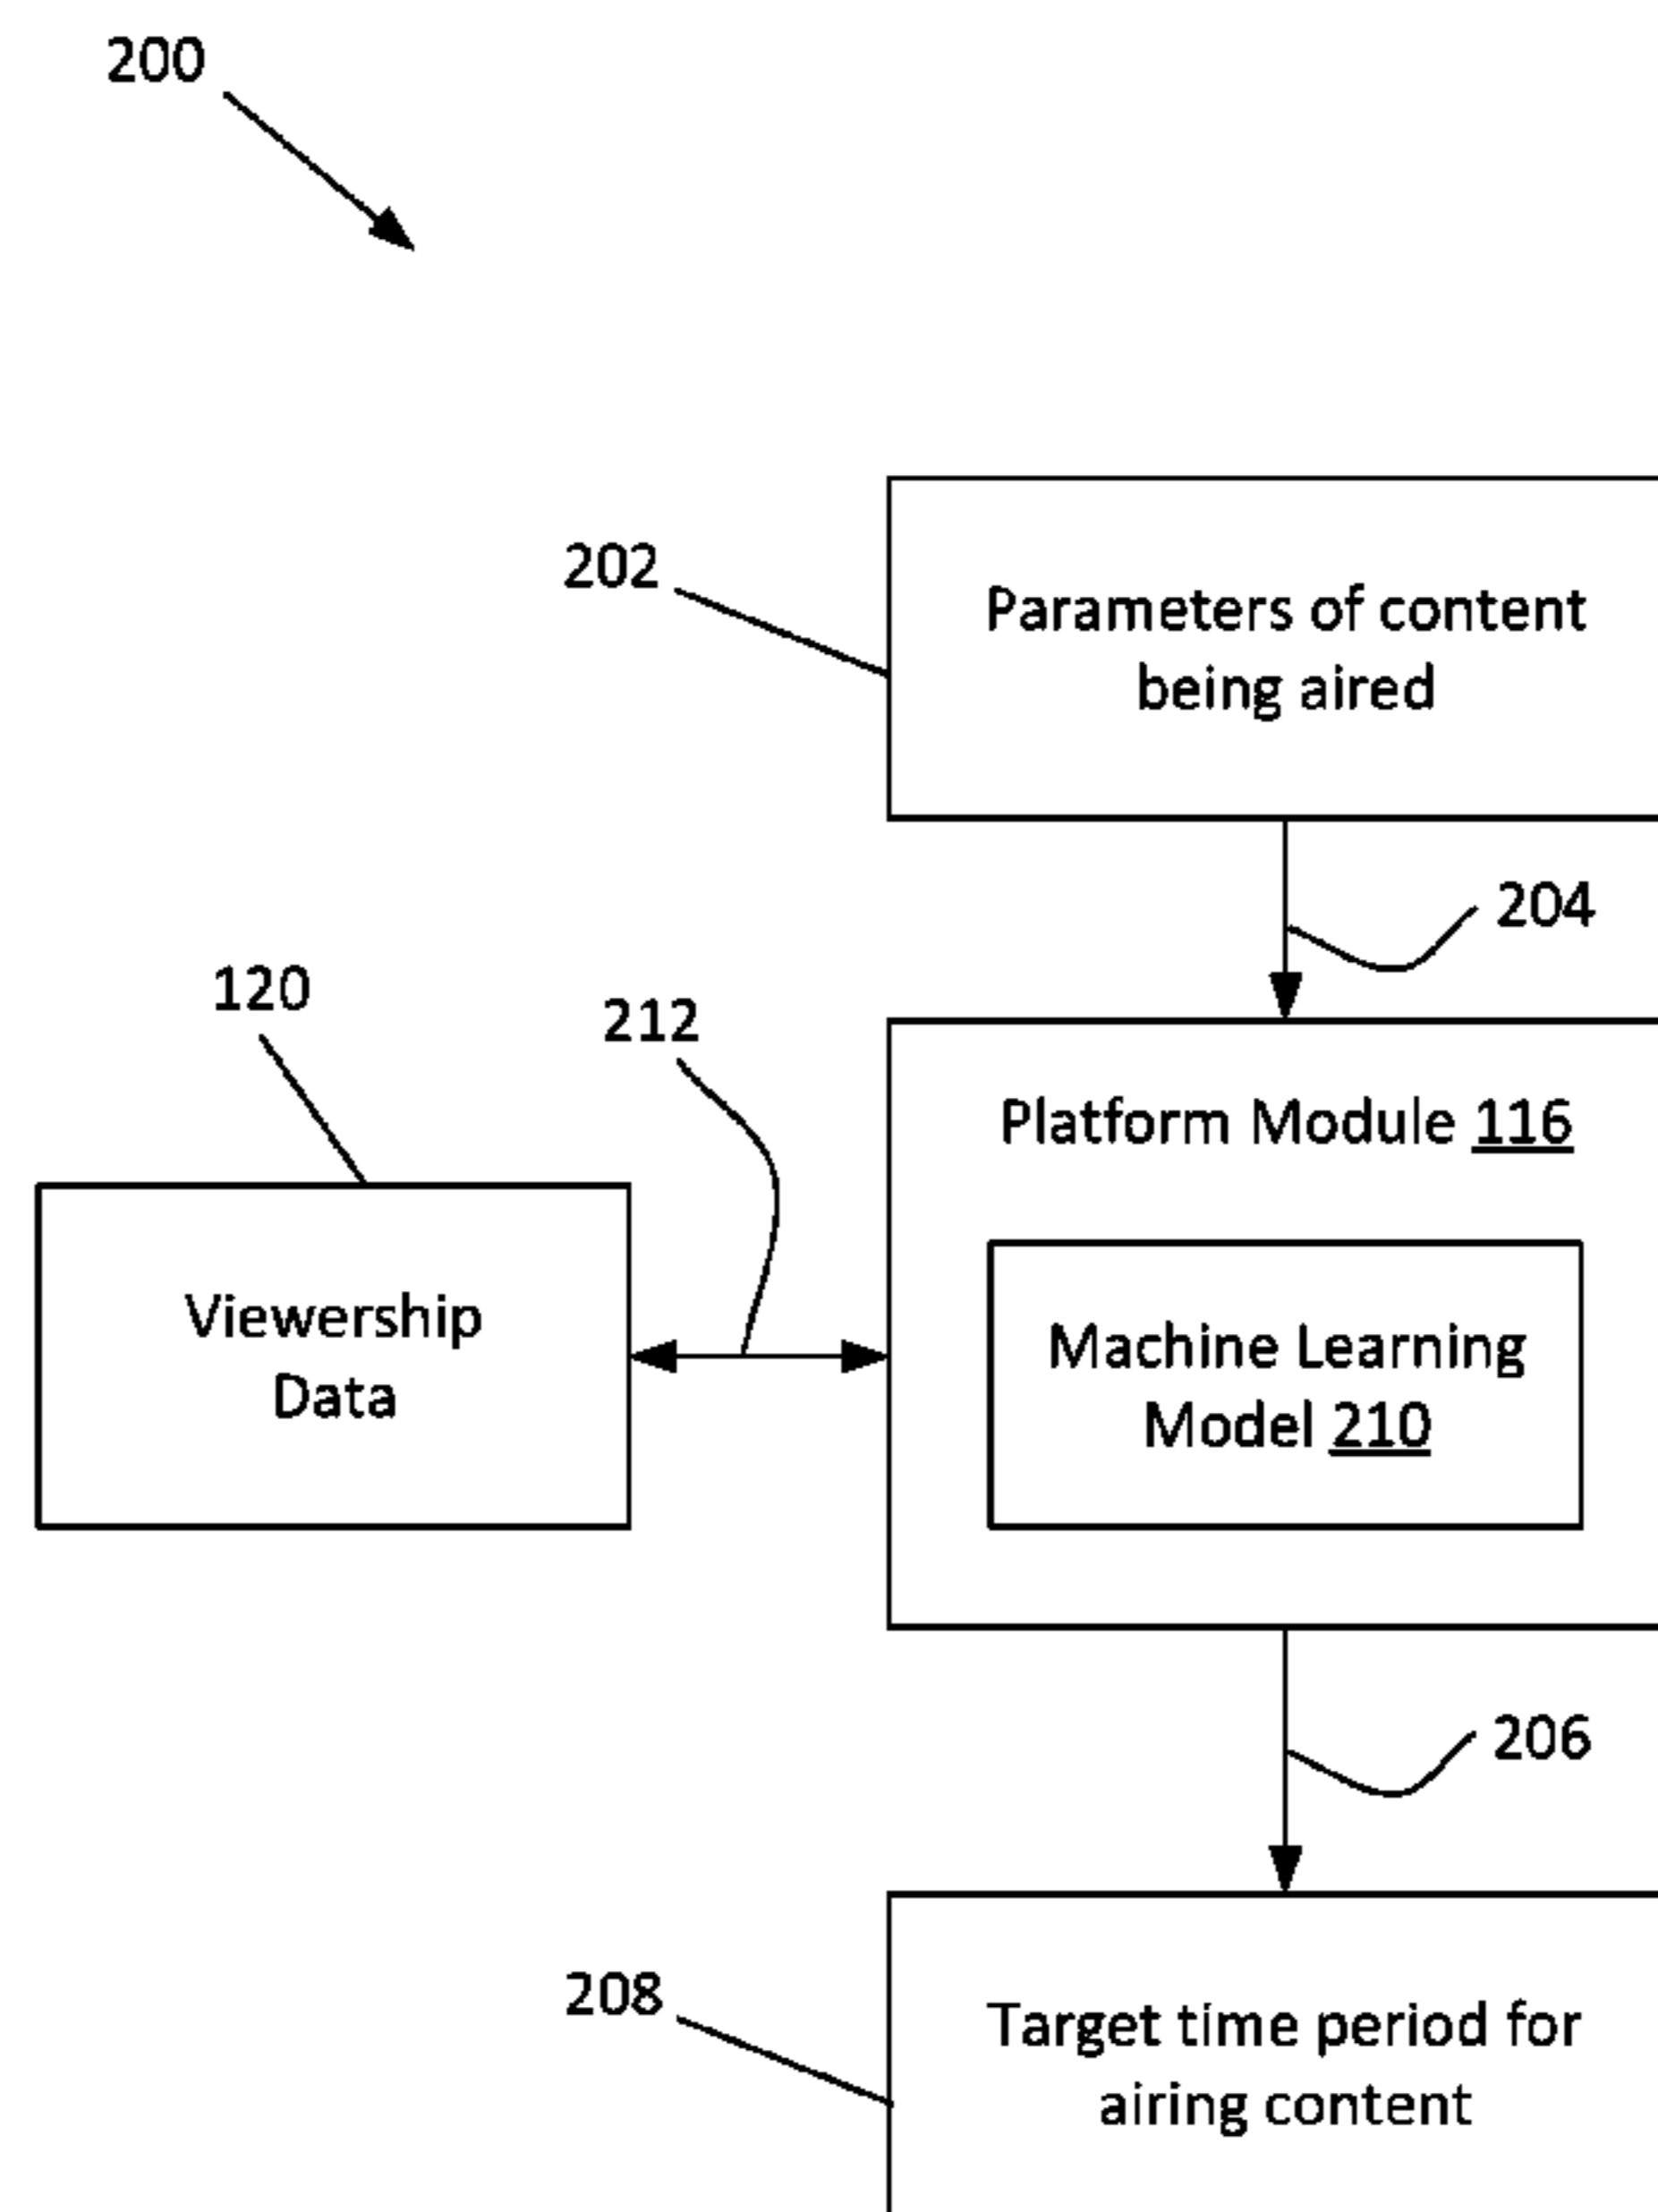 200
202
Parameters of content
being aired
204
120
212
Platform Module 116
Viewership
Data
Machine Learning
Model 210
206
208
Target time period for
airing content